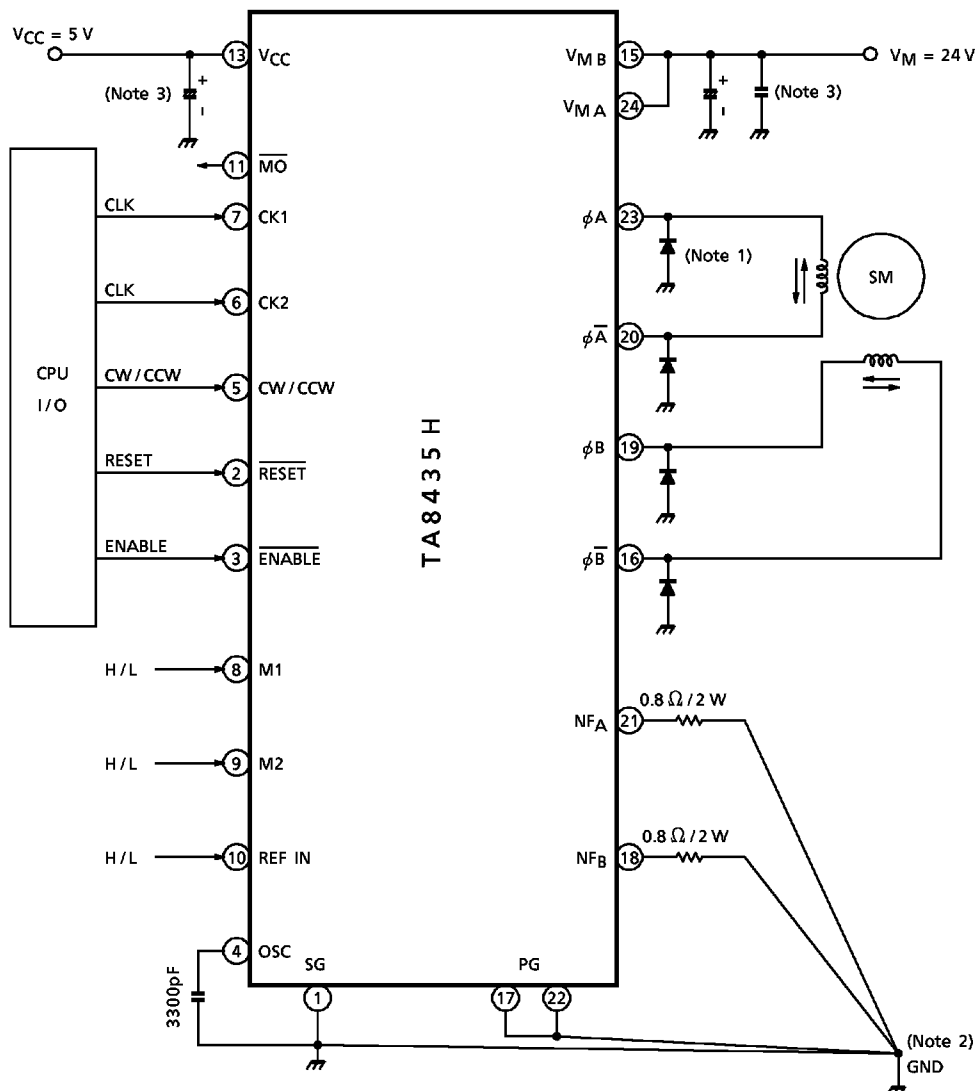 V_CC = 5 V
13
V_CC
V_M B
15
V_M = 24 V
(Note 3)
+
-
+
-
(Note 3)
V_M A
24
11
M̅O̅
CLK
7
CK1
φA
23
(Note 1)
SM
CLK
6
CK2
φA̅
20
CPU
I/O
CW/CCW
5
CW/CCW
TA8435H
φB
19
RESET
2
R̅E̅S̅E̅T̅
ENABLE
3
E̅N̅A̅B̅L̅E̅
φB̅
16
H/L
8
M1
0.8 Ω/2 W
NF_A
21
H/L
9
M2
0.8 Ω/2 W
H/L
10
REF IN
NF_B
18
4
OSC
3300pF
SG
PG
1
17
22
(Note 2)
GND